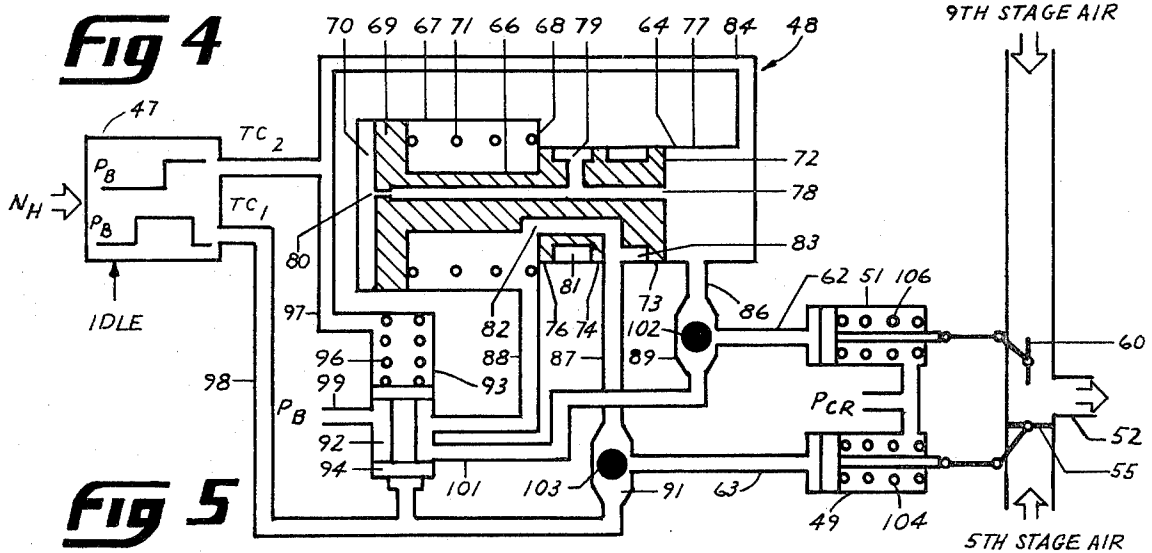 9TH STAGE AIR
Fig 4
70 69 67 71 66 68 79 64 77 84 48
47
TC2
PB
NH
TC1
PB
72
78
80
83
IDLE
82 81 76 74 73 86 62 51 106
97
102
60
96 88 87 89
98 99 93
PB
PCR
92
52
94
101 103 91 63 55
Fig 5
49 104
5TH STAGE AIR